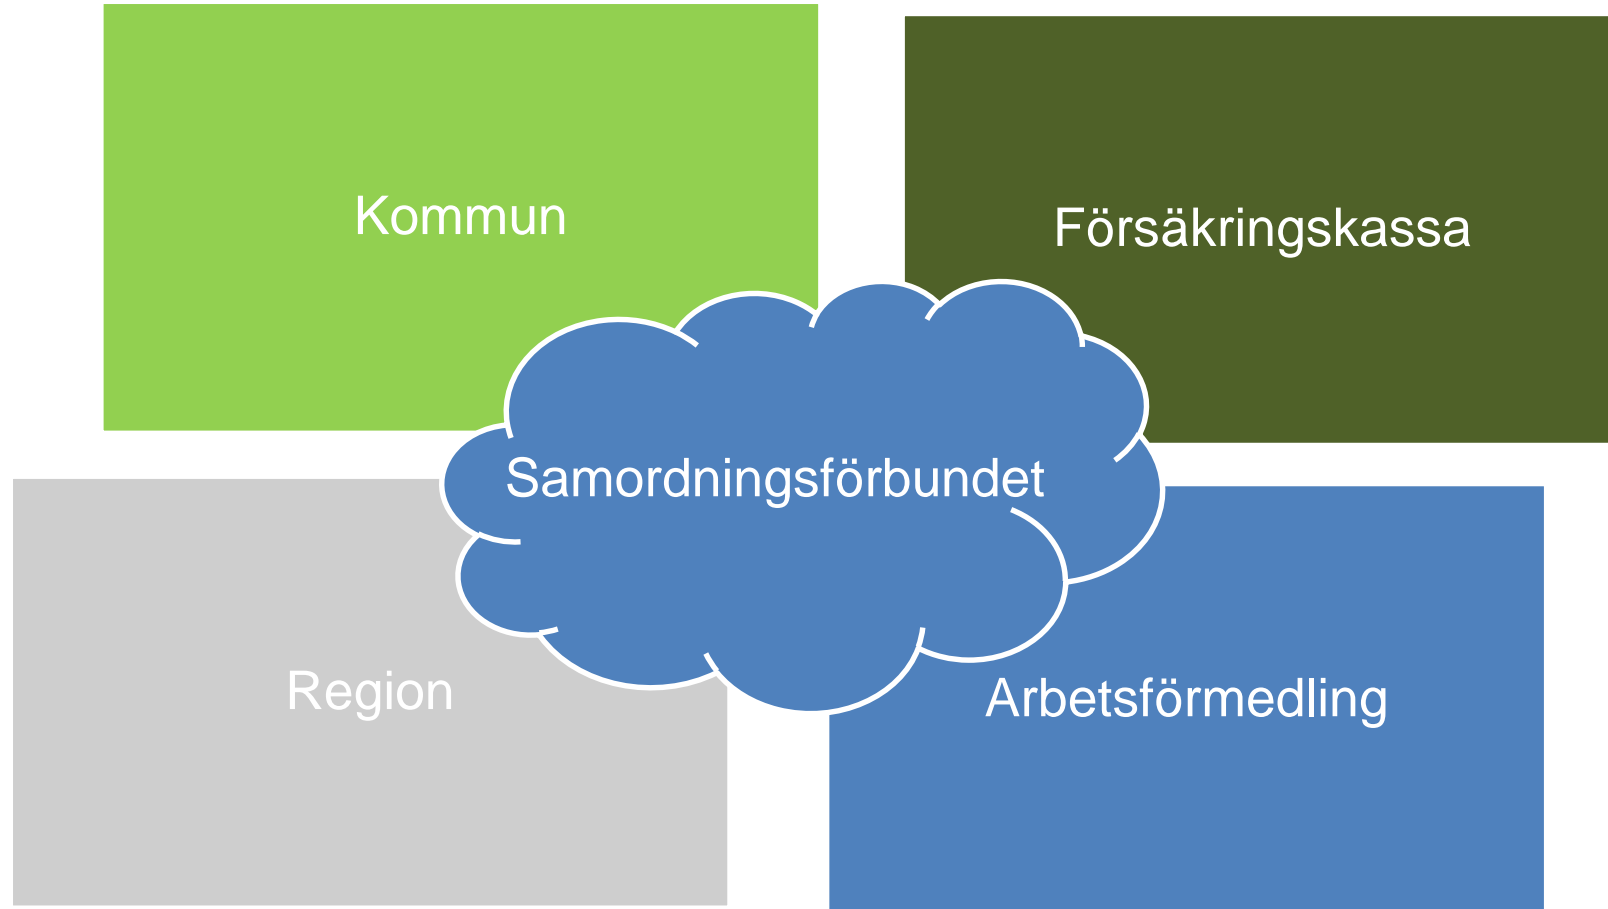 Kommun
Försäkringskassa
Samordningsförbundet
Region
Arbetsförmedling